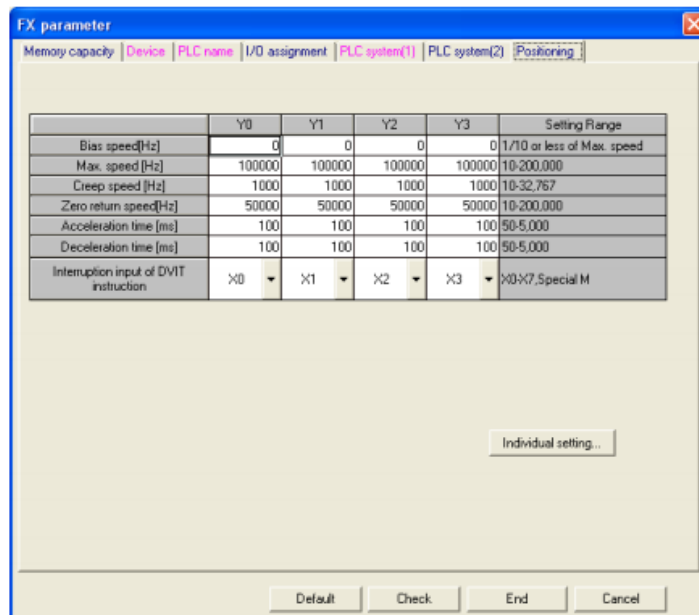 FX parameter
Memory capacity Device PLC name I/O assignment PLC system(1) PLC system(2) Positioning
Y0 Y1 Y2 Y3 Setting Range
Bias speed[Hz] 0 0 0 0 1/10 or less of Max. speed
Max. speed [Hz] 100000 100000 100000 100000 10-200,000
Creep speed [Hz] 1000 1000 1000 1000 10-32,767
Zero return speed[Hz] 50000 50000 50000 50000 10-200,000
Acceleration time [ms] 100 100 100 100 50-5,000
Deceleration time [ms] 100 100 100 100 50-5,000
Interruption input of DVIT
instruction X0 X1 X2 X3 X0-X7,Special M
Individual setting...
Default Check End Cancel